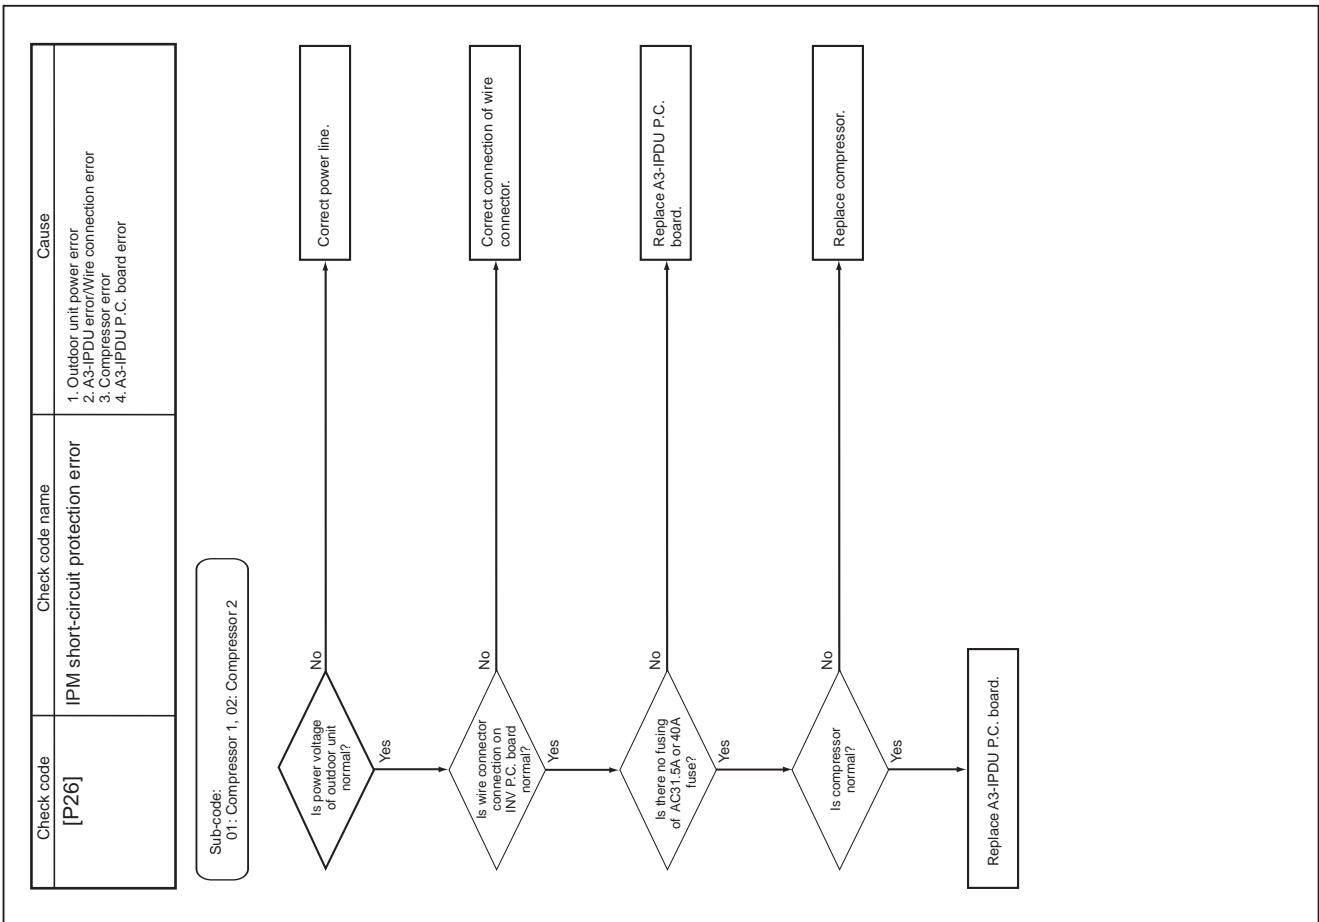 Check code
Check code name
Cause
[P26]
IPM short-circuit protection error
1. Outdoor unit power error
2. A3-IPDU error/Wire connection error
3. Compressor error
4. A3-IPDU P.C. board error
Sub-code:
01: Compressor 1, 02: Compressor 2
Is power voltage
of outdoor unit
normal?
No
Correct power line.
Yes
Is wire connector
connection on
INV P.C. board
normal?
No
Correct connection of wire
connector.
Yes
Is there no fusing
of AC31.5A or 40A
fuse?
No
Replace A3-IPDU P.C.
board.
Yes
Is compressor
normal?
No
Replace compressor.
Yes
Replace A3-IPDU P.C. board.